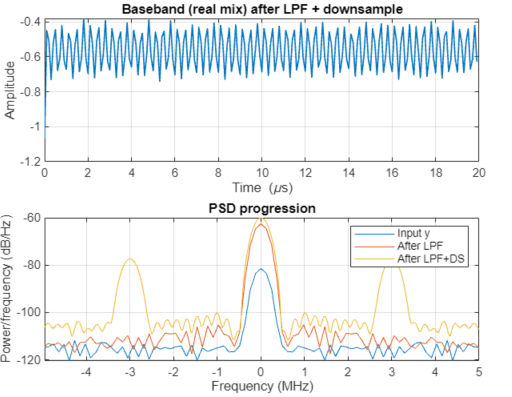 Baseband (real mix) after LPF + downsample
-0.4
-0.6
-0.8
-1
-1.2
Amplitude
0 2 4 6 8 10 12 14 16 18 20
Time (μs)
PSD progression
-60
-80
-100
-120
Power/frequency (dB/Hz)
Input y
After LPF
After LPF+DS
-4 -3 -2 -1 0 1 2 3 4 5
Frequency (MHz)